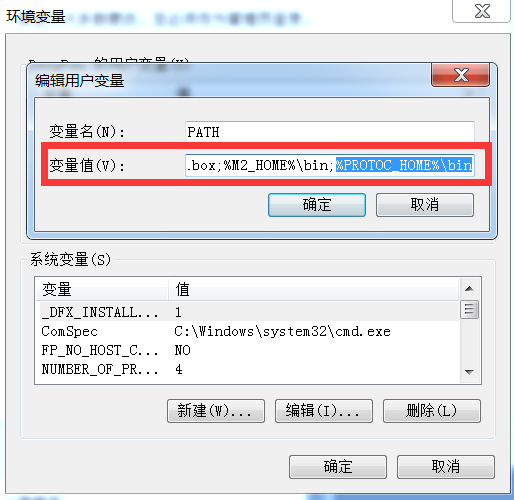 环境变量
的用户变量(U)
编辑用户变量
变量名(N): PATH
变量值(V): .box;%M2_HOME%\bin;%PROTOC_HOME%\bin
确定 取消
系统变量(S)
变量 值
_DFX_INSTALL... 1
ComSpec C:\Windows\system32\cmd.exe
FP_NO_HOST_C... NO
NUMBER_OF_PR... 4
新建(W)... 编辑(I)... 删除(L)
确定 取消